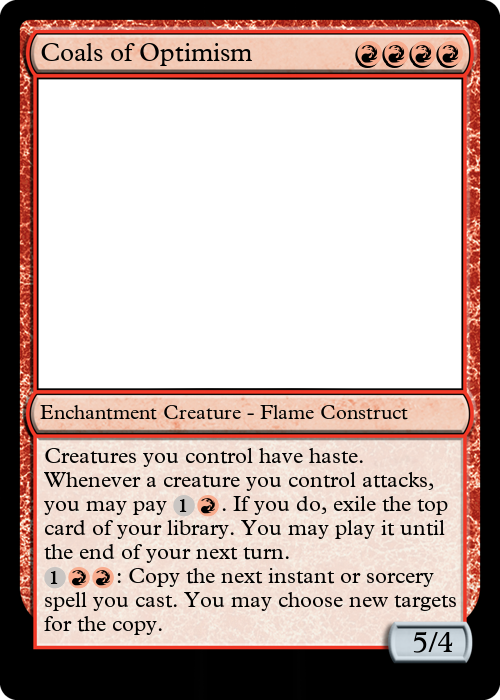 Coals of Optimism
Enchantment Creature - Flame Construct
Creatures you control have haste.
Whenever a creature you control attacks,
you may pay 1 . If you do, exile the top
card of your library. You may play it until
the end of your next turn.
1 : Copy the next instant or sorcery
spell you cast. You may choose new targets
for the copy.
5/4